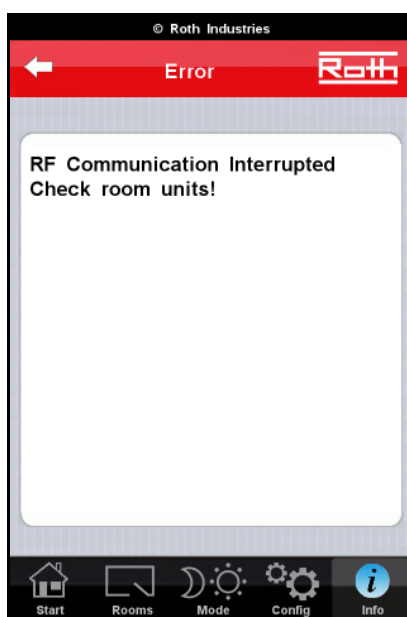 © Roth Industries
Error
Roth
RF Communication Interrupted
Check room units!
Start Rooms Mode Config Info